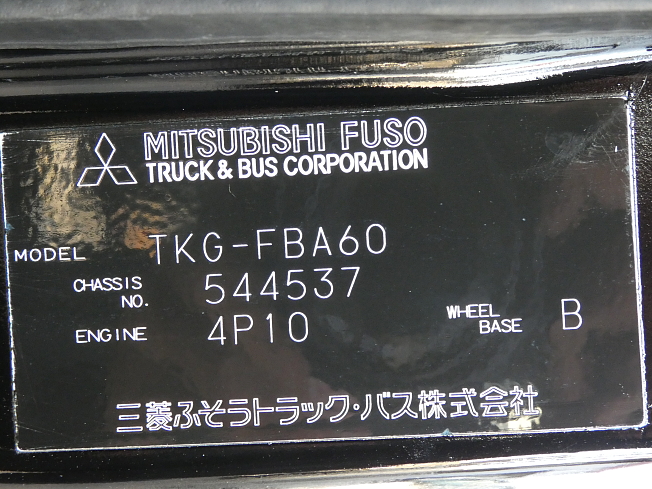 MITSUBISHI FUSO
TRUCK & BUS CORPORATION
MODEL TKG-FBA60
CHASSIS NO. 544537
ENGINE 4P10 WHEEL BASE B
三菱ふそうトラック・バス株式会社